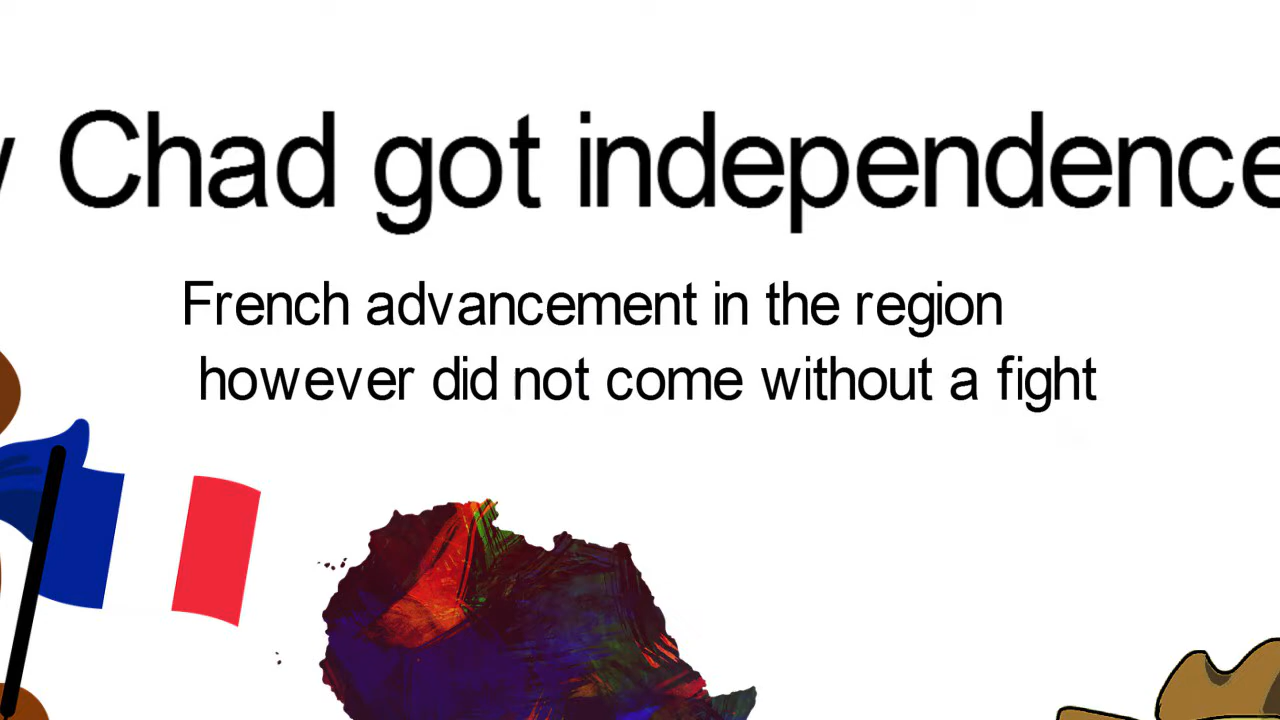 Chad got independence
French advancement in the region
however did not come without a fight